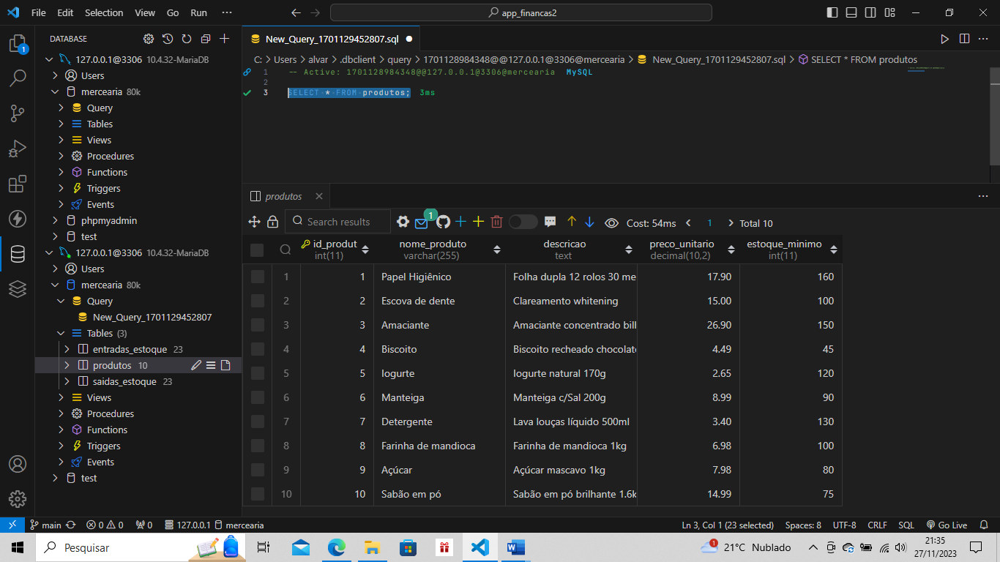 File Edit Selection View Go Run ···
app_financas2
1
DATABASE
127.0.0.1@3306 10.4.32-MariaDB
Users
mercearia 80k
Query
Tables
Views
Procedures
Functions
Triggers
Events
phpmyadmin
test
127.0.0.1@3306 10.4.32-MariaDB
Users
mercearia 80k
Query
New_Query_1701129452807
Tables (3)
entradas_estoque 23
produtos 10
saidas_estoque 23
Views
Procedures
Functions
Triggers
Events
test
New_Query_1701129452807.sql
C: > Users > alvar > .dbclient > query > 1701128984348@@127.0.0.1@3306@mercearia > New_Query_1701129452807.sql > SELECT * FROM produtos
1 -- Active: 1701128984348@@127.0.0.1@3306@mercearia MySQL
2
3 SELECT * FROM produtos; 3ms
produtos
Search results 1 Cost: 54ms < 1 > Total 10
id_produt nome_produto descricao preco_unitario estoque_minimo
int(11) varchar(255) text decimal(10,2) int(11)
1 1 Papel Higiênico Folha dupla 12 rolos 30 me 17.90 160
2 2 Escova de dente Clareamento whitening 15.00 100
3 3 Amaciante Amaciante concentrado bill 26.90 150
4 4 Biscoito Biscoito recheado chocolate 4.49 45
5 5 Iogurte Iogurte natural 170g 2.65 120
6 6 Manteiga Manteiga c/Sal 200g 8.99 90
7 7 Detergente Lava louças líquido 500ml 3.40 130
8 8 Farinha de mandioca Farinha de mandioca 1kg 6.98 100
9 9 Açúcar Açúcar mascavo 1kg 7.98 80
10 10 Sabão em pó Sabão em pó brilhante 1.6k 14.99 75
main 0 0 0 127.0.0.1 mercearia Ln 3, Col 1 (23 selected) Spaces: 8 UTF-8 CRLF SQL Go Live
Pesquisar 1 21°C Nublado 21:35
27/11/2023